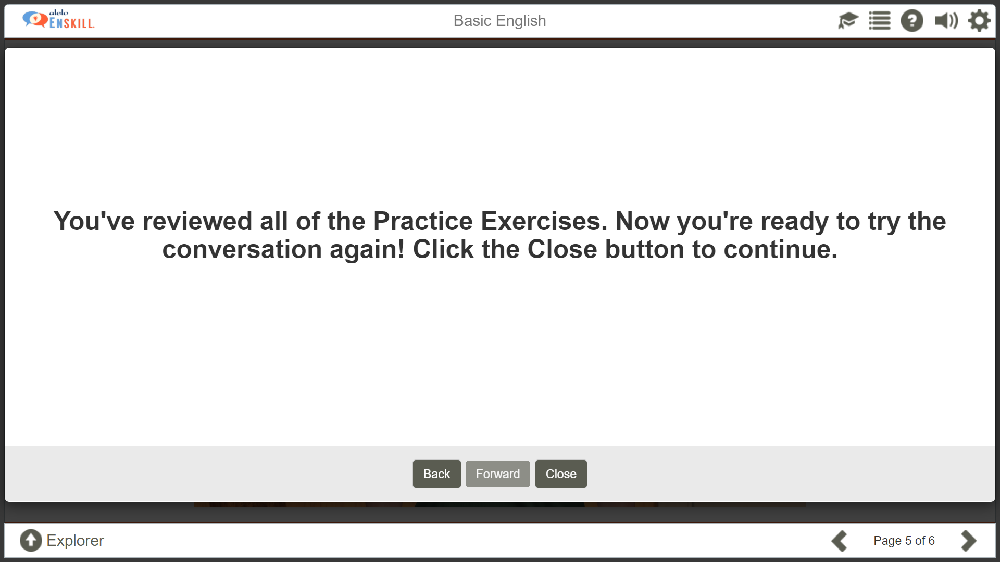 alelo
ENSKILL.
Basic English
?
You've reviewed all of the Practice Exercises. Now you're ready to try the
conversation again! Click the Close button to continue.
Back
Forward
Close
Explorer
Page 5 of 6